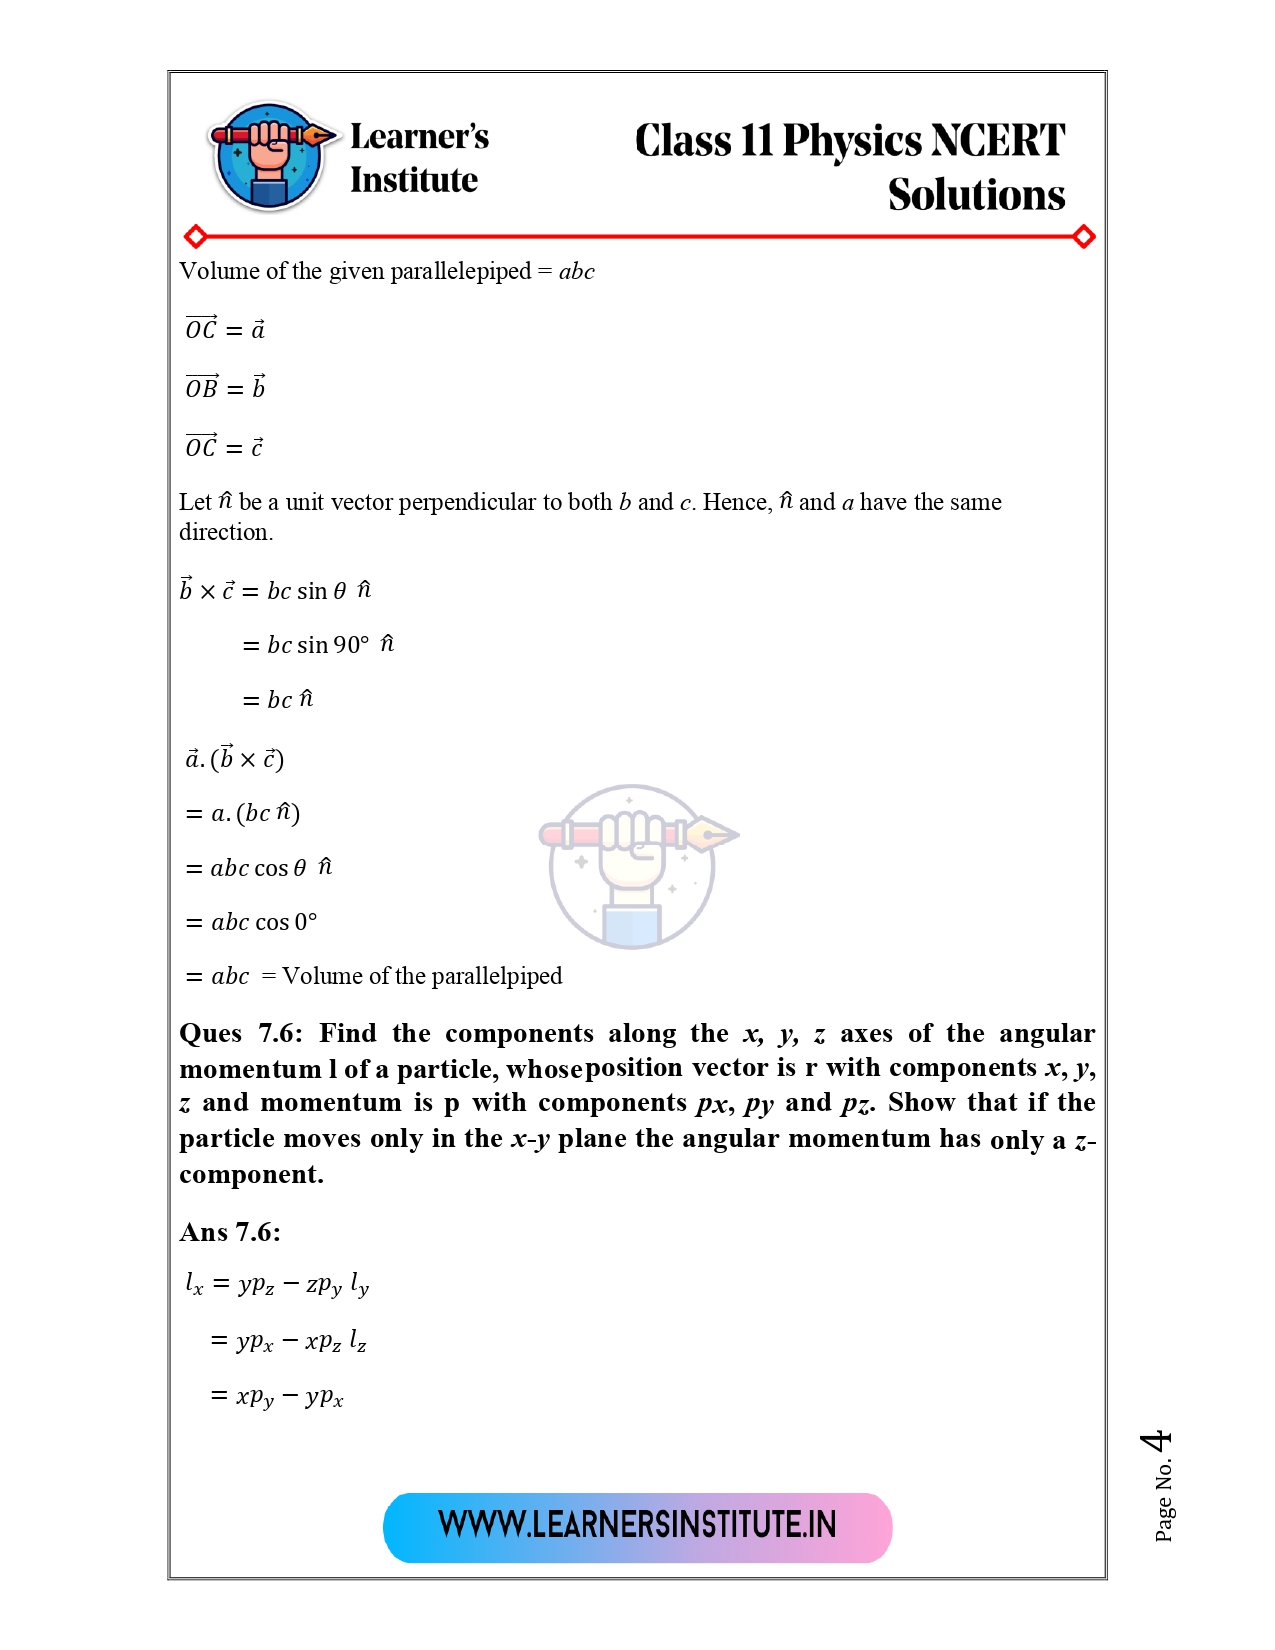 Learner's
Institute
Class 11 Physics NCERT
Solutions
Volume of the given parallelepiped = abc
$\overrightarrow{OC} = \vec{a}$
$\overrightarrow{OB} = \vec{b}$
$\overrightarrow{OC} = \vec{c}$
Let n̂ be a unit vector perpendicular to both b and c. Hence, n̂ and a have the same
direction.
$\vec{b} \times \vec{c} = bc \sin θ\ \hat{n}$
$= bc \sin 90°\ \hat{n}$
$= bc\ \hat{n}$
$\vec{a}.(\vec{b} \times \vec{c})$
$= a.(bc\ \hat{n})$
$= abc \cos θ\ \hat{n}$
$= abc \cos 0°$
= abc = Volume of the parallelpiped
Ques 7.6: Find the components along the x, y, z axes of the angular
momentum l of a particle, whose position vector is r with components x, y,
z and momentum is p with components px, py and pz. Show that if the
particle moves only in the x-y plane the angular momentum has only a z-
component.
Ans 7.6:
$l_x = yp_z - zp_y\ l_y$
$= yp_x - xp_z\ l_z$
$= xp_y - yp_x$
WWW.LEARNERSINSTITUTE.IN
Page No. 4